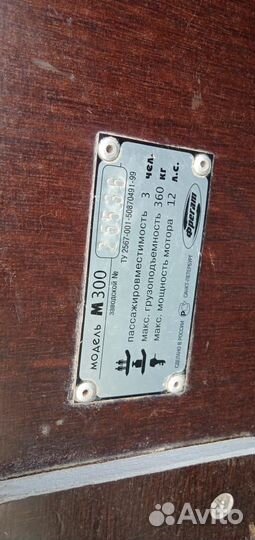 МОДЕЛЬ М300
ЗАВОДСКОЙ № 26536
ТУ 2567-001-50870491-99
пассажировместимость 3 чел.
макс. грузоподъемность 360 кг
макс. мощность мотора 12 л.с.
Фрегат
СДЕЛАНО В РОССИИ САНКТ-ПЕТЕРБУРГ
Avito